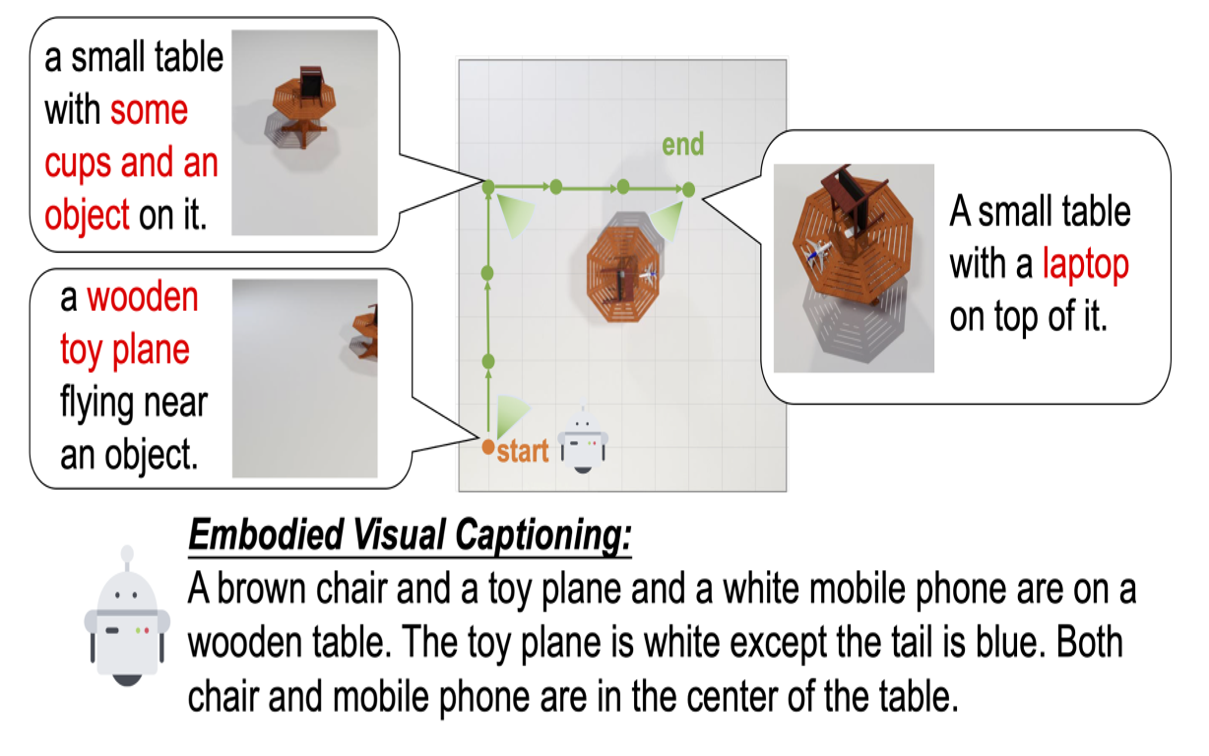 a small table
with some
cups and an
object on it.
a wooden
toy plane
flying near
an object.
end
start
A small table
with a laptop
on top of it.
Embodied Visual Captioning:
A brown chair and a toy plane and a white mobile phone are on a
wooden table. The toy plane is white except the tail is blue. Both
chair and mobile phone are in the center of the table.